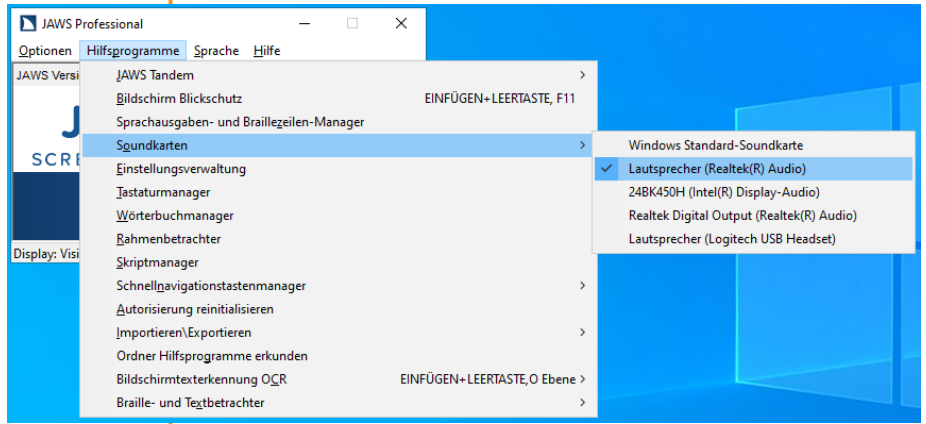 JAWS Professional
Optionen Hilfsprogramme Sprache Hilfe
JAWS Versi
J
SCRE
Display: Visi
JAWS Tandem
Bildschirm Blickschutz EINFÜGEN+LEERTASTE, F11
Sprachausgaben- und Braillezeilen-Manager
Soundkarten
Einstellungsverwaltung
Tastaturmanager
Wörterbuchmanager
Rahmenbetrachter
Skriptmanager
Schnellnavigationstastenmanager
Autorisierung reinitialisieren
Importieren\Exportieren
Ordner Hilfsprogramme erkunden
Bildschirmtexterkennung OCR EINFÜGEN+LEERTASTE,O Ebene
Braille- und Textbetrachter
Windows Standard-Soundkarte
Lautsprecher (Realtek(R) Audio)
24BK450H (Intel(R) Display-Audio)
Realtek Digital Output (Realtek(R) Audio)
Lautsprecher (Logitech USB Headset)